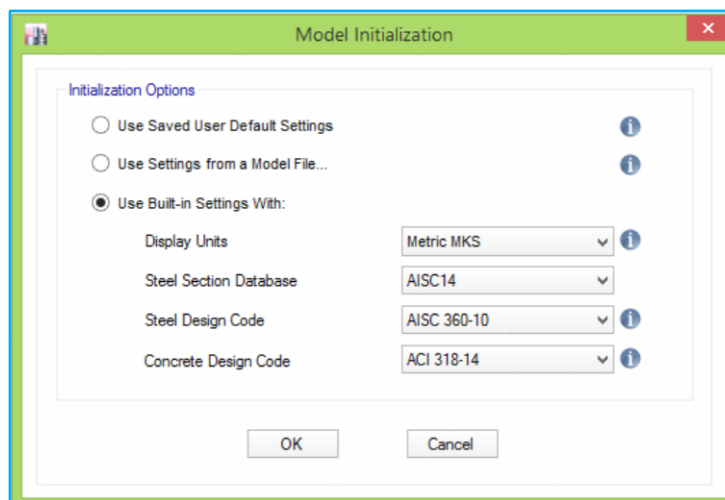 Model Initialization
Initialization Options
Use Saved User Default Settings
Use Settings from a Model File...
Use Built-in Settings With:
Display Units Metric MKS
Steel Section Database AISC14
Steel Design Code AISC 360-10
Concrete Design Code ACI 318-14
OK Cancel